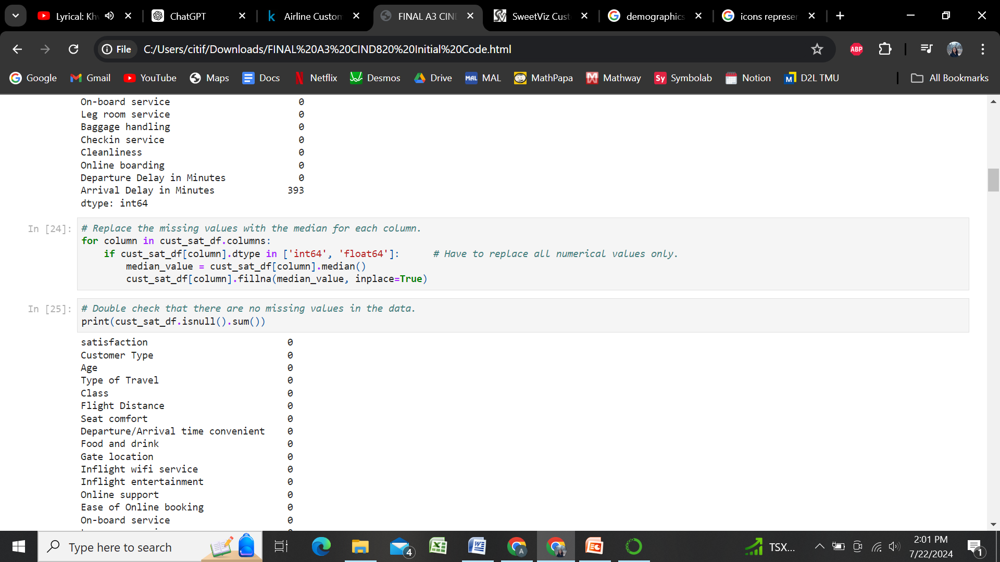 Lyrical: Kh
ChatGPT
Airline Custom
FINAL A3 CIN
SweetViz Cust
demographics
icons represer
File
C:/Users/citif/Downloads/FINAL%20A3%20CIND820%20Initial%20Code.html
ABP
Google
Gmail
YouTube
Maps
Docs
Netflix
Desmos
Drive
MAL MAL
MathPapa
Mathway
Sy Symbolab
Notion
D2L TMU
All Bookmarks
On-board service 0
Leg room service 0
Baggage handling 0
Checkin service 0
Cleanliness 0
Online boarding 0
Departure Delay in Minutes 0
Arrival Delay in Minutes 393
dtype: int64
In [24]:
# Replace the missing values with the median for each column.
for column in cust_sat_df.columns:
    if cust_sat_df[column].dtype in ['int64', 'float64']:      # Have to replace all numerical values only.
        median_value = cust_sat_df[column].median()
        cust_sat_df[column].fillna(median_value, inplace=True)
In [25]:
# Double check that there are no missing values in the data.
print(cust_sat_df.isnull().sum())
satisfaction 0
Customer Type 0
Age 0
Type of Travel 0
Class 0
Flight Distance 0
Seat comfort 0
Departure/Arrival time convenient 0
Food and drink 0
Gate location 0
Inflight wifi service 0
Inflight entertainment 0
Online support 0
Ease of Online booking 0
On-board service 0
Type here to search
4
A
TSX...
2:01 PM
7/22/2024
1